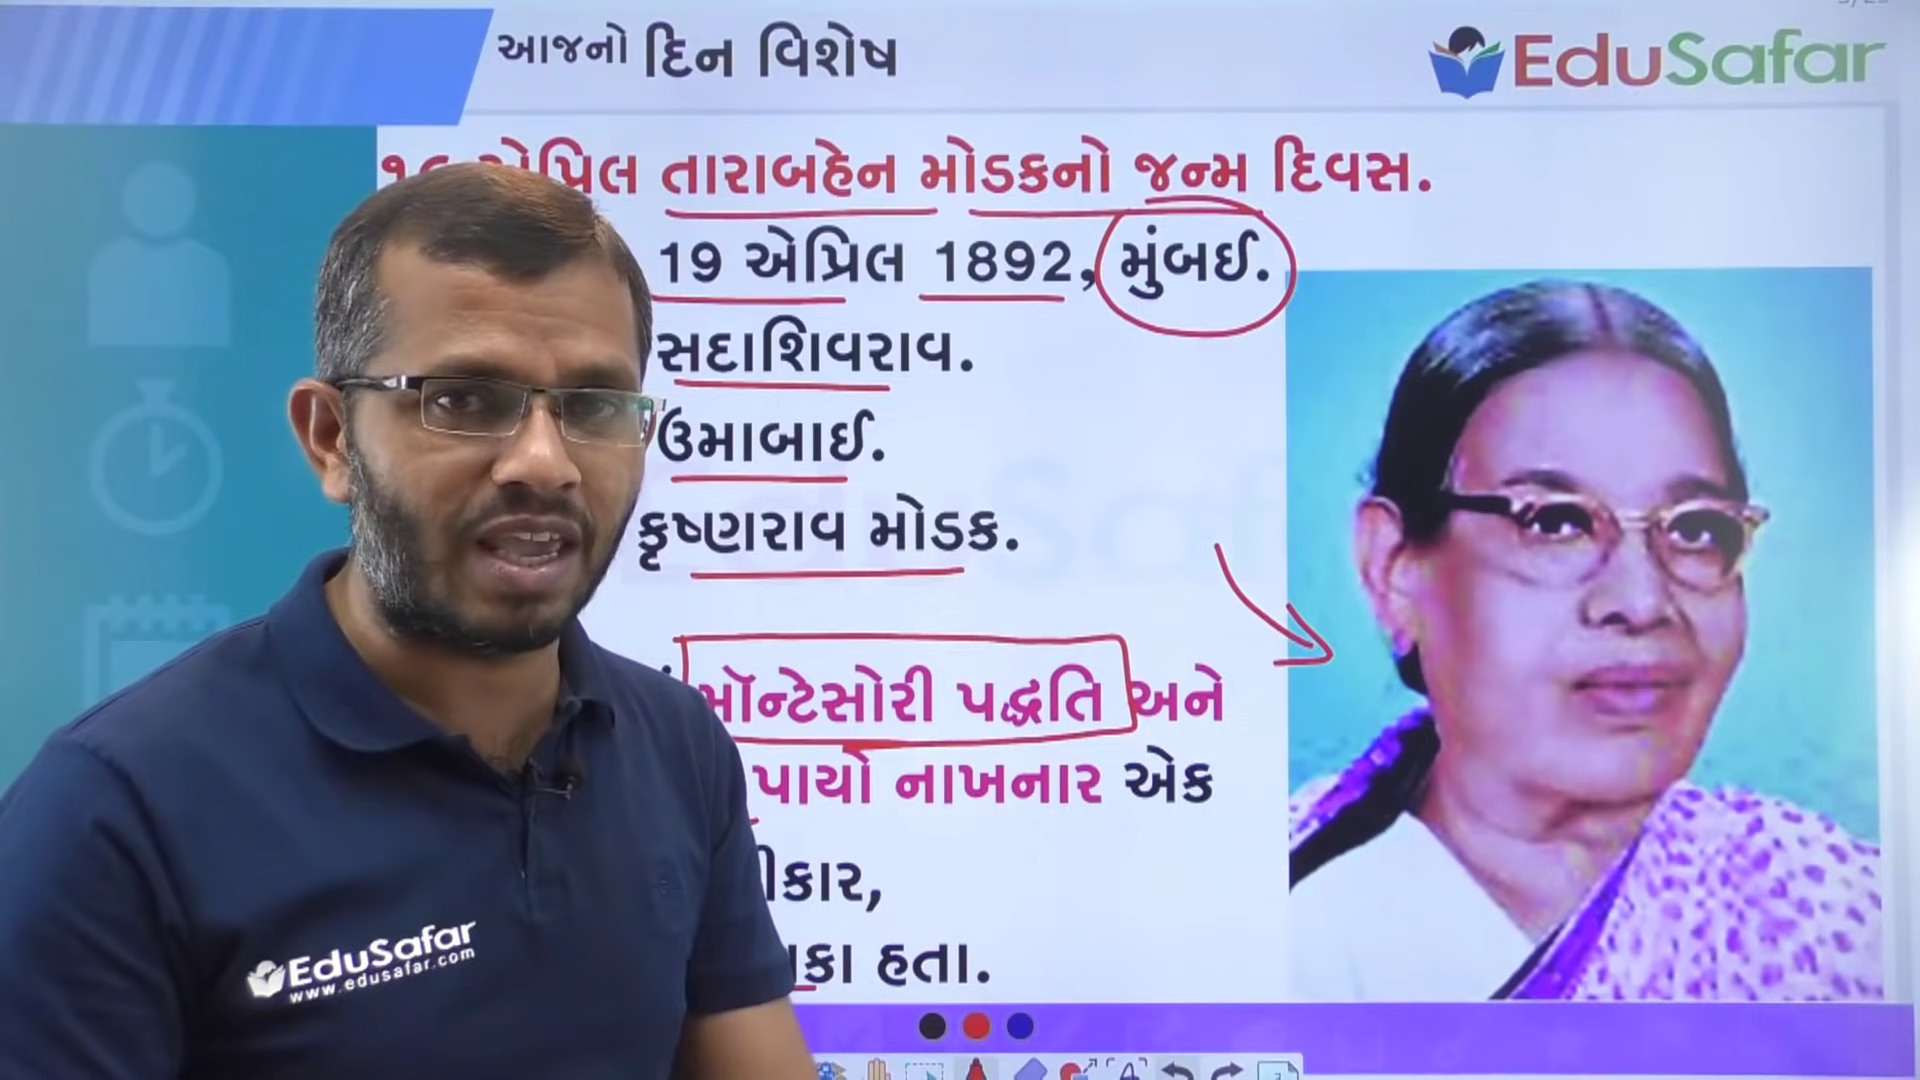 આજનો દિન વિશેષ
EduSafar
તારાબહેન મોડકનો જન્મ દિવસ.
19 એપ્રિલ 1892, મુંબઈ.
સદાશિવરાવ.
ઉમાબાઈ.
કૃષ્ણરાવ મોડક.
મૉન્ટેસોરી પદ્ધતિ અને
પાયો નાખનાર એક
હતા.
EduSafar
www.edusafar.com